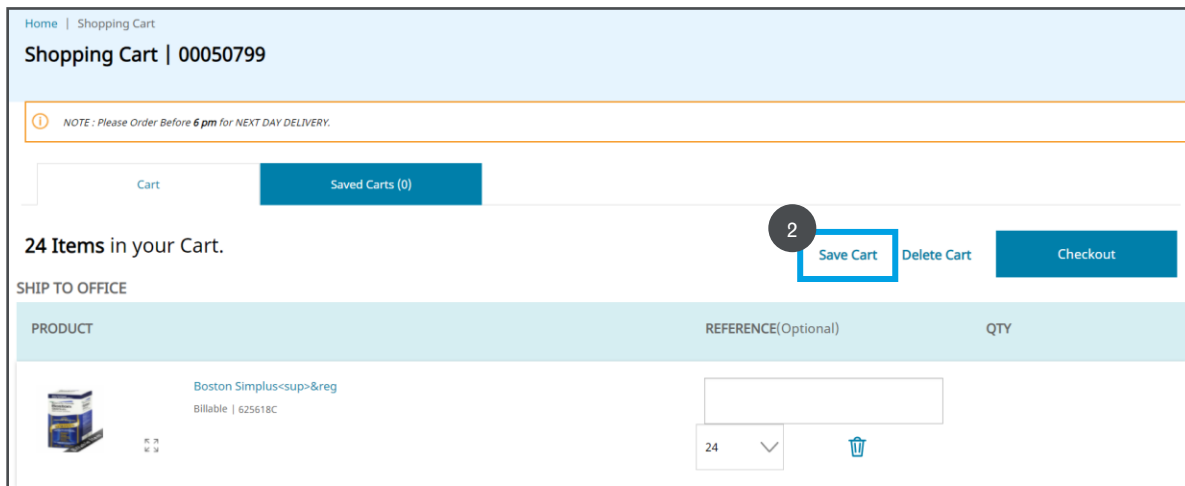 Home | Shopping Cart
Shopping Cart | 00050799
NOTE : Please Order Before 6 pm for NEXT DAY DELIVERY.
Cart
Saved Carts (0)
24 Items in your Cart.
2
Save Cart
Delete Cart
Checkout
SHIP TO OFFICE
PRODUCT
REFERENCE(Optional)
QTY
Boston Simplus<sup>&reg
Billable | 625618C
24